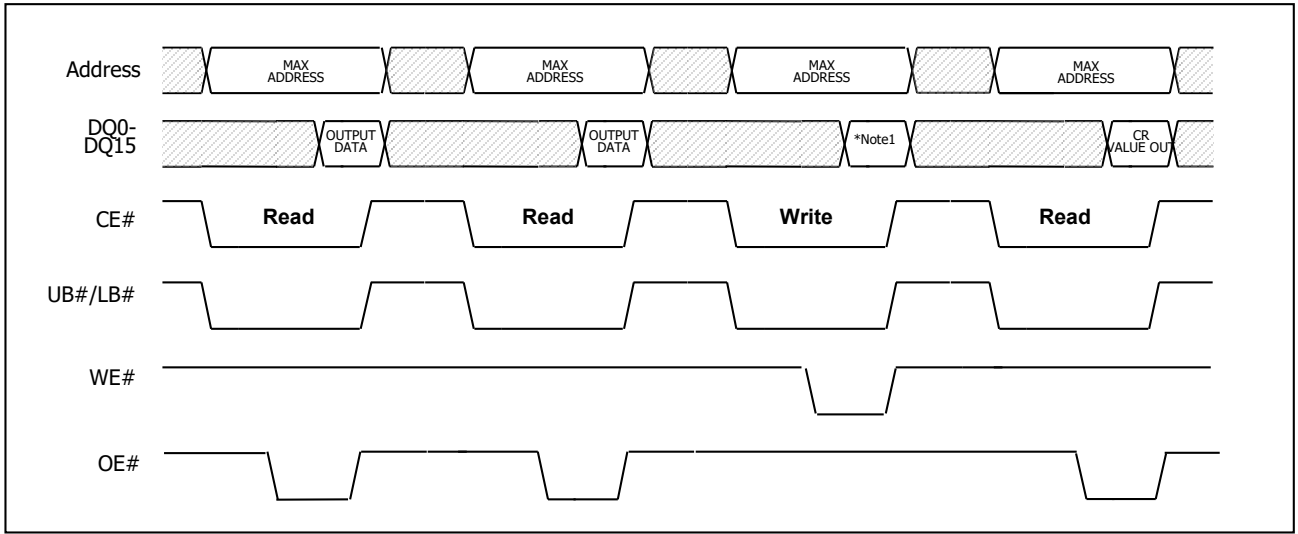 Address
MAX
ADDRESS
MAX
ADDRESS
MAX
ADDRESS
MAX
ADDRESS
DQ0-
DQ15
OUTPUT
DATA
OUTPUT
DATA
*Note1
CR
VALUE OUT
CE#
Read
Read
Write
Read
UB#/LB#
WE#
OE#